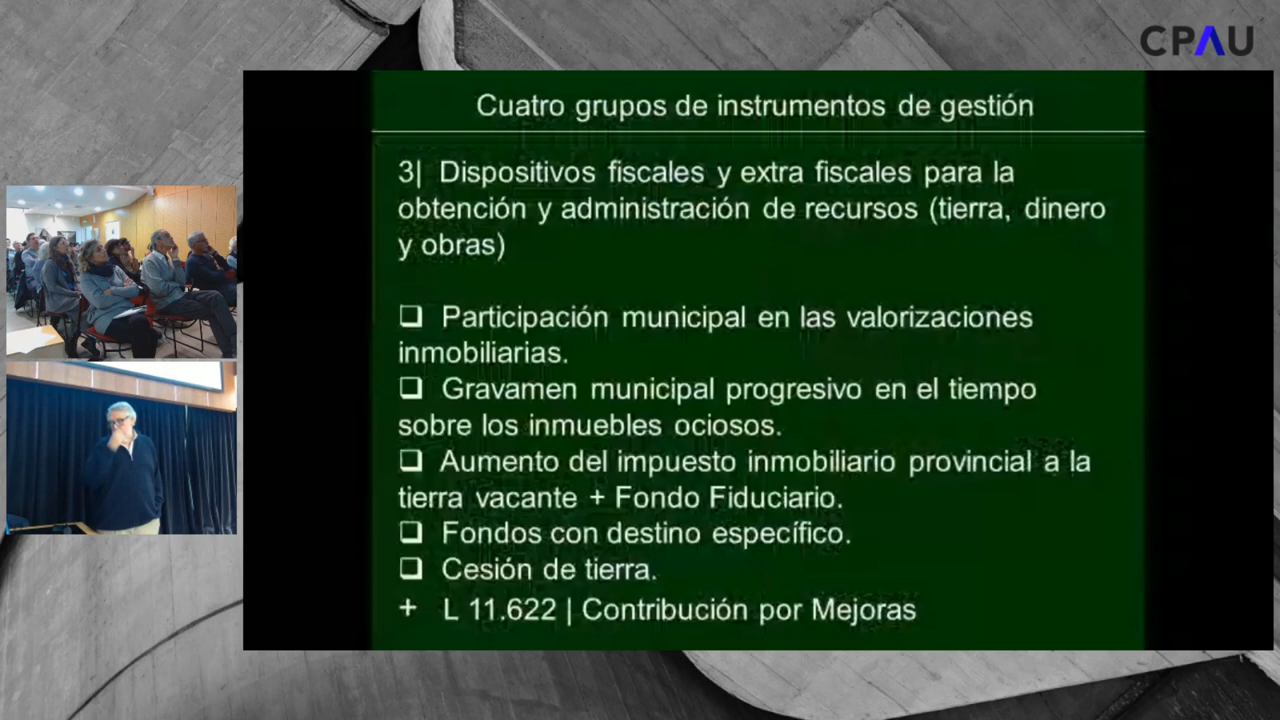 CPAU
Cuatro grupos de instrumentos de gestión
3| Dispositivos fiscales y extra fiscales para la
obtención y administración de recursos (tierra, dinero
y obras)
❑ Participación municipal en las valorizaciones
inmobiliarias.
❑ Gravamen municipal progresivo en el tiempo
sobre los inmuebles ociosos.
❑ Aumento del impuesto inmobiliario provincial a la
tierra vacante + Fondo Fiduciario.
❑ Fondos con destino específico.
❑ Cesión de tierra.
+ L 11.622 | Contribución por Mejoras